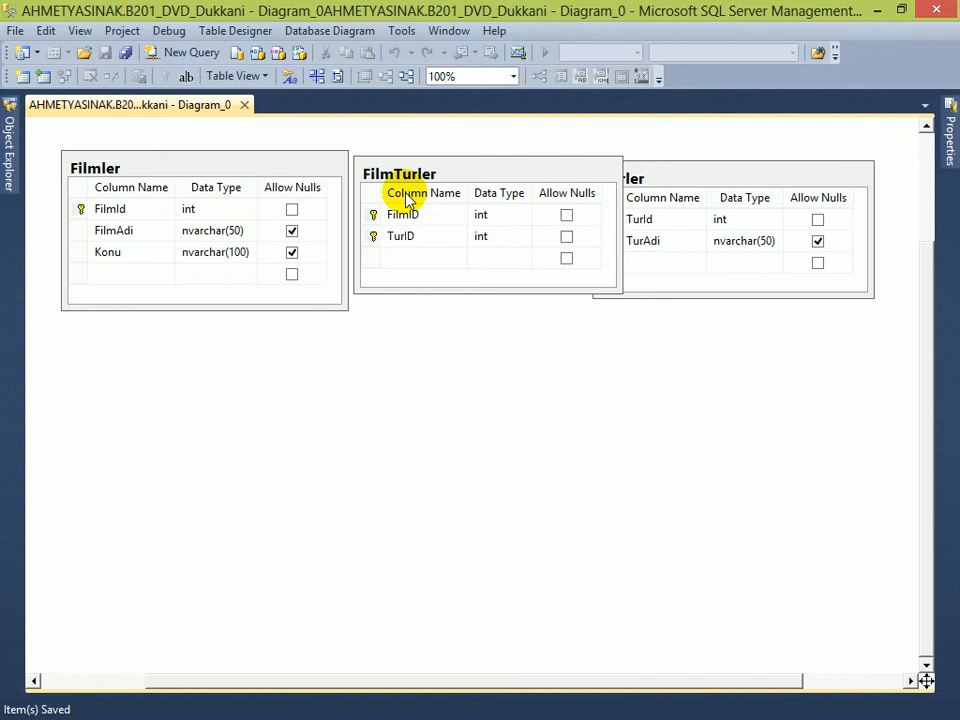 AHMETYASINAK.B201_DVD_Dukkani - Diagram_0AHMETYASINAK.B201_DVD_Dukkani - Diagram_0 - Microsoft SQL Server Management...
File Edit View Project Debug Table Designer Database Diagram Tools Window Help
New Query
ab| Table View 100%
AHMETYASINAK.B20...kkani - Diagram_0
Object Explorer
Properties
Filmler
Column Name Data Type Allow Nulls
FilmId int
FilmAdi nvarchar(50)
Konu nvarchar(100)
FilmTurler
Column Name Data Type Allow Nulls
FilmID int
TurID int
rler
Column Name Data Type Allow Nulls
TurId int
TurAdi nvarchar(50)
Item(s) Saved